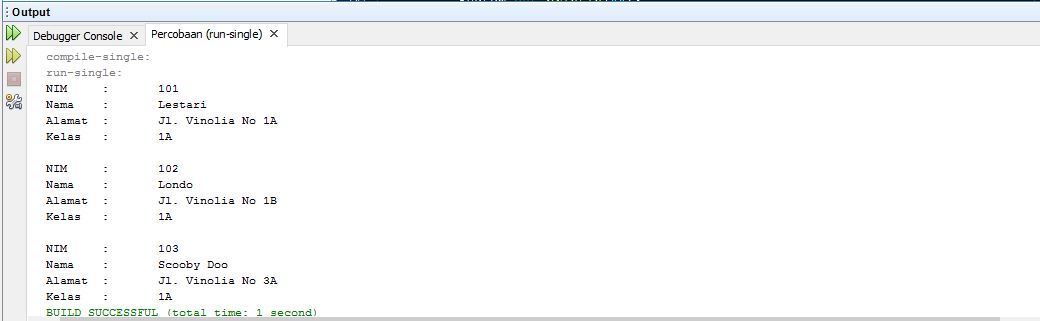 Output
Debugger Console Percobaan (run-single)
compile-single:
run-single:
NIM : 101
Nama : Lestari
Alamat : Jl. Vinolia No 1A
Kelas : 1A
NIM : 102
Nama : Londo
Alamat : Jl. Vinolia No 1B
Kelas : 1A
NIM : 103
Nama : Scooby Doo
Alamat : Jl. Vinolia No 3A
Kelas : 1A
BUILD SUCCESSFUL (total time: 1 second)